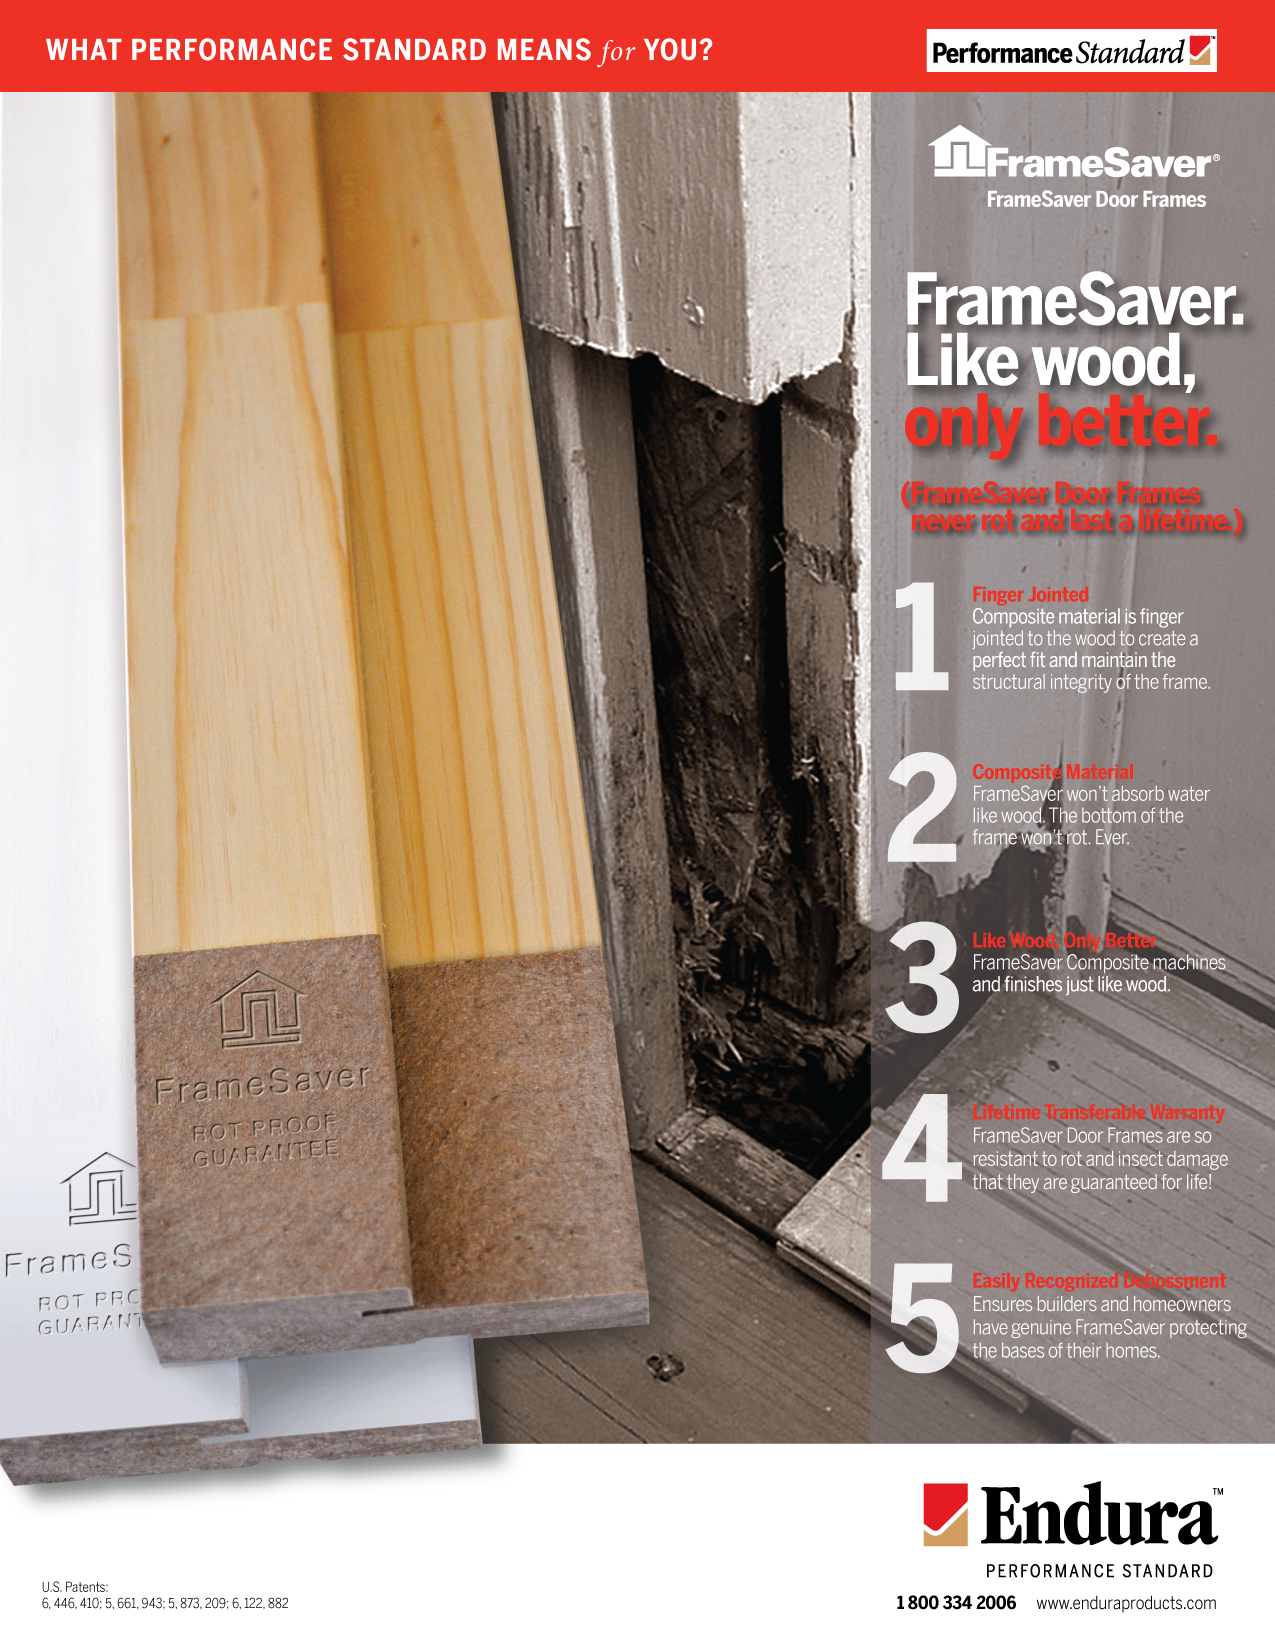 WHAT PERFORMANCE STANDARD MEANS for YOU?
Performance Standard ™
FrameSaver®
FrameSaver Door Frames
FrameSaver.
Like wood,
only better.
(FrameSaver Door Frames
never rot and last a lifetime.)
1
Finger Jointed
Composite material is finger
jointed to the wood to create a
perfect fit and maintain the
structural integrity of the frame.
2
Composite Material
FrameSaver won't absorb water
like wood. The bottom of the
frame won't rot. Ever.
3
Like Wood, Only Better
FrameSaver Composite machines
and finishes just like wood.
4
Lifetime Transferable Warranty
FrameSaver Door Frames are so
resistant to rot and insect damage
that they are guaranteed for life!
5
Easily Recognized Debossment
Ensures builders and homeowners
have genuine FrameSaver protecting
the bases of their homes.
FrameSaver
ROT PROOF
GUARANTEE
FrameS
ROT PRO
GUARANT
Endura™
PERFORMANCE STANDARD
1 800 334 2006 www.enduraproducts.com
U.S. Patents:
6, 446, 410; 5, 661, 943; 5, 873, 209; 6, 122, 882